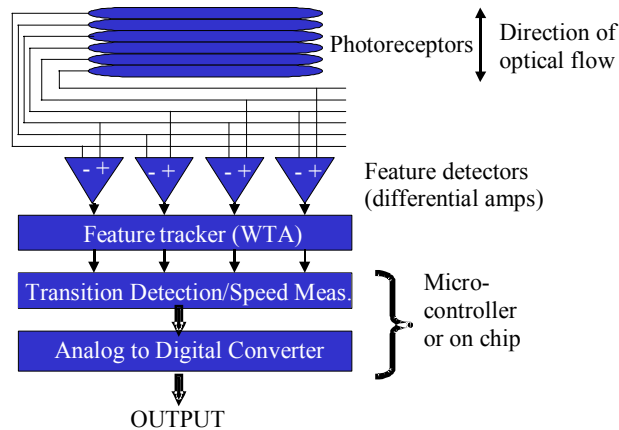 Photoreceptors
Direction of
optical flow
- +
- +
- +
- +
Feature detectors
(differential amps)
Feature tracker (WTA)
Transition Detection/Speed Meas.
Micro-
controller
or on chip
Analog to Digital Converter
OUTPUT